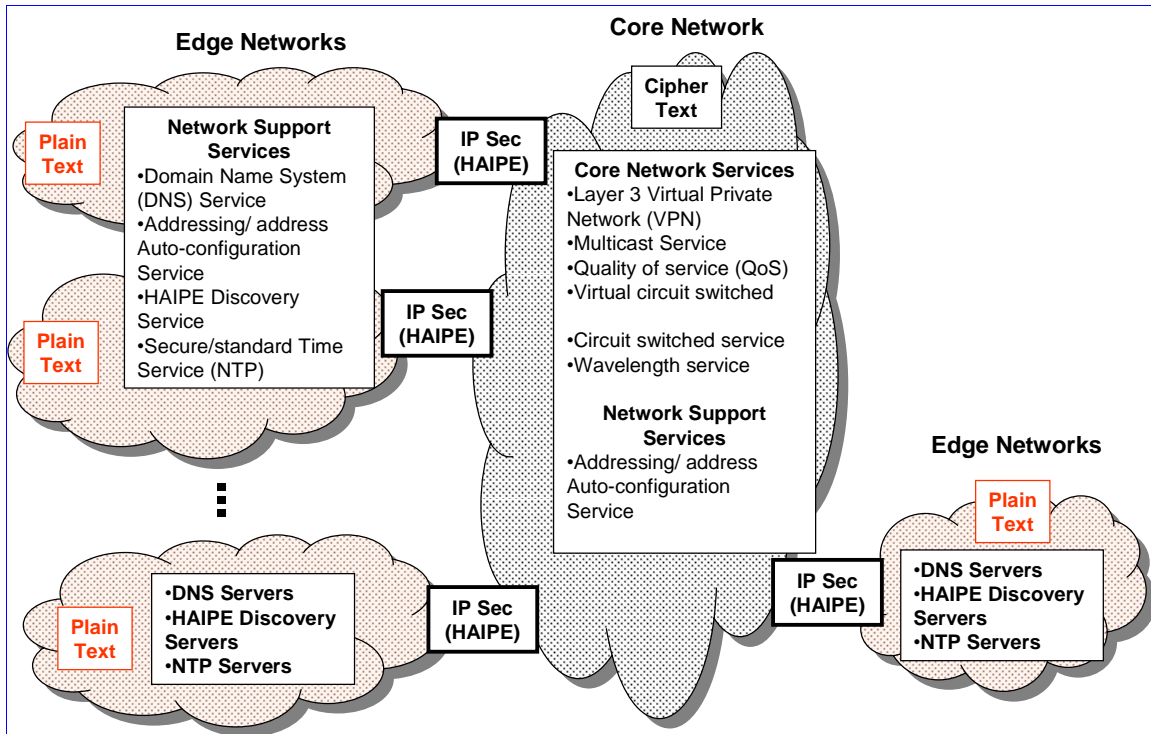 Edge Networks
Core Network
Plain
Text
Network Support
Services
•Domain Name System
(DNS) Service
•Addressing/ address
Auto-configuration
Service
•HAIPE Discovery
Service
•Secure/standard Time
Service (NTP)
IP Sec
(HAIPE)
Plain
Text
IP Sec
(HAIPE)
Cipher
Text
Core Network Services
•Layer 3 Virtual Private
Network (VPN)
•Multicast Service
•Quality of service (QoS)
•Virtual circuit switched
•Circuit switched service
•Wavelength service
Network Support
Services
•Addressing/ address
Auto-configuration
Service
Plain
Text
•DNS Servers
•HAIPE Discovery
Servers
•NTP Servers
IP Sec
(HAIPE)
Edge Networks
IP Sec
(HAIPE)
Plain
Text
•DNS Servers
•HAIPE Discovery
Servers
•NTP Servers